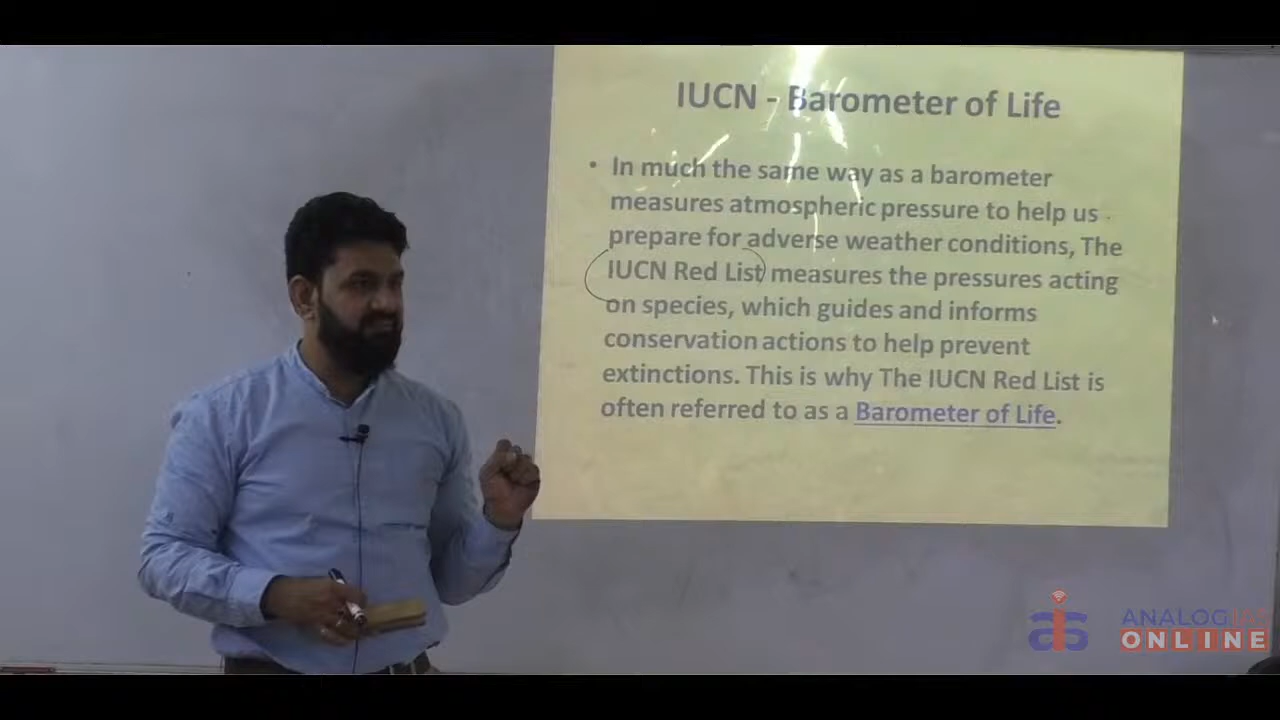 IUCN - Barometer of Life
• In much the same way as a barometer
measures atmospheric pressure to help us
prepare for adverse weather conditions, The
IUCN Red List measures the pressures acting
on species, which guides and informs
conservation actions to help prevent
extinctions. This is why The IUCN Red List is
often referred to as a Barometer of Life.
ais
ANALOG IAS
ONLINE